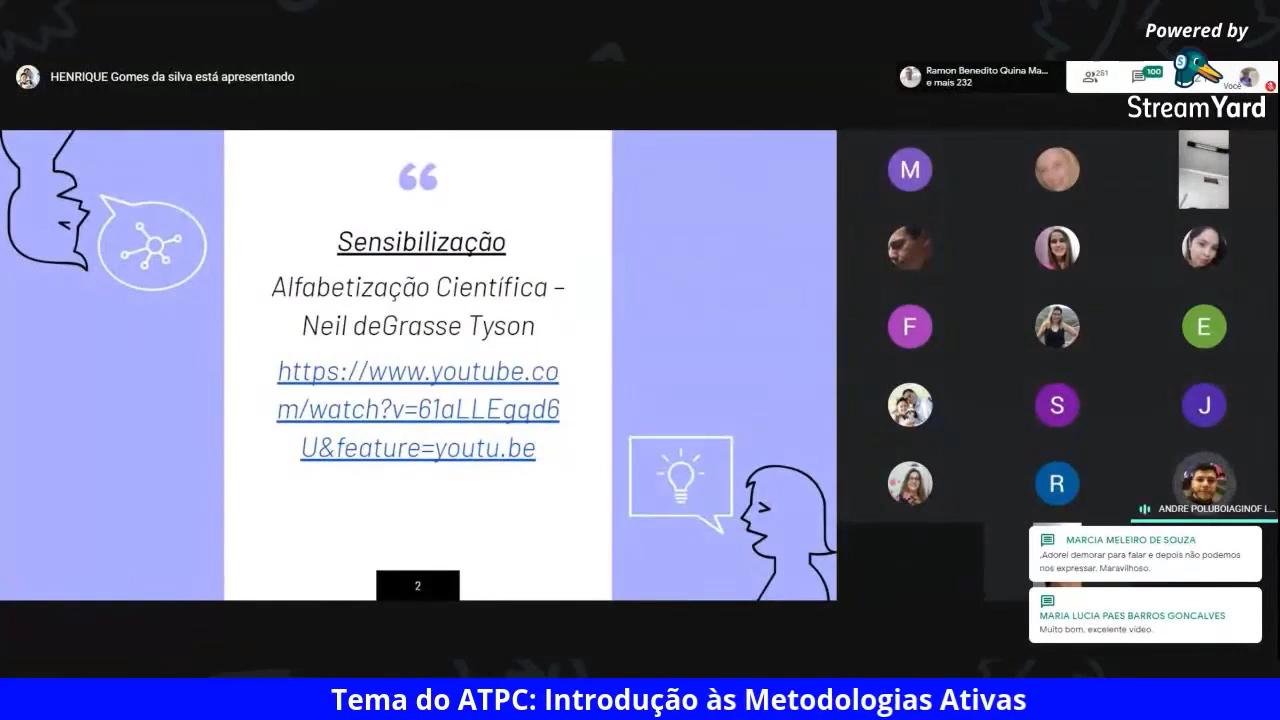 Powered by
StreamYard
HENRIQUE Gomes da silva está apresentando
Ramon Benedito Quina Ma...
e mais 232
261
100
Você
“
Sensibilização
Alfabetização Científica –
Neil deGrasse Tyson
https://www.youtube.co
m/watch?v=61aLLEgqd6
U&feature=youtu.be
2
M
F
E
S
J
R
ANDRE POLUBOIAGINOF L...
MARCIA MELEIRO DE SOUZA
,Adorei demorar para falar e depois não podemos
nos expressar. Maravilhoso.
MARIA LUCIA PAES BARROS GONCALVES
Muito bom, excelente vídeo.
Tema do ATPC: Introdução às Metodologias Ativas